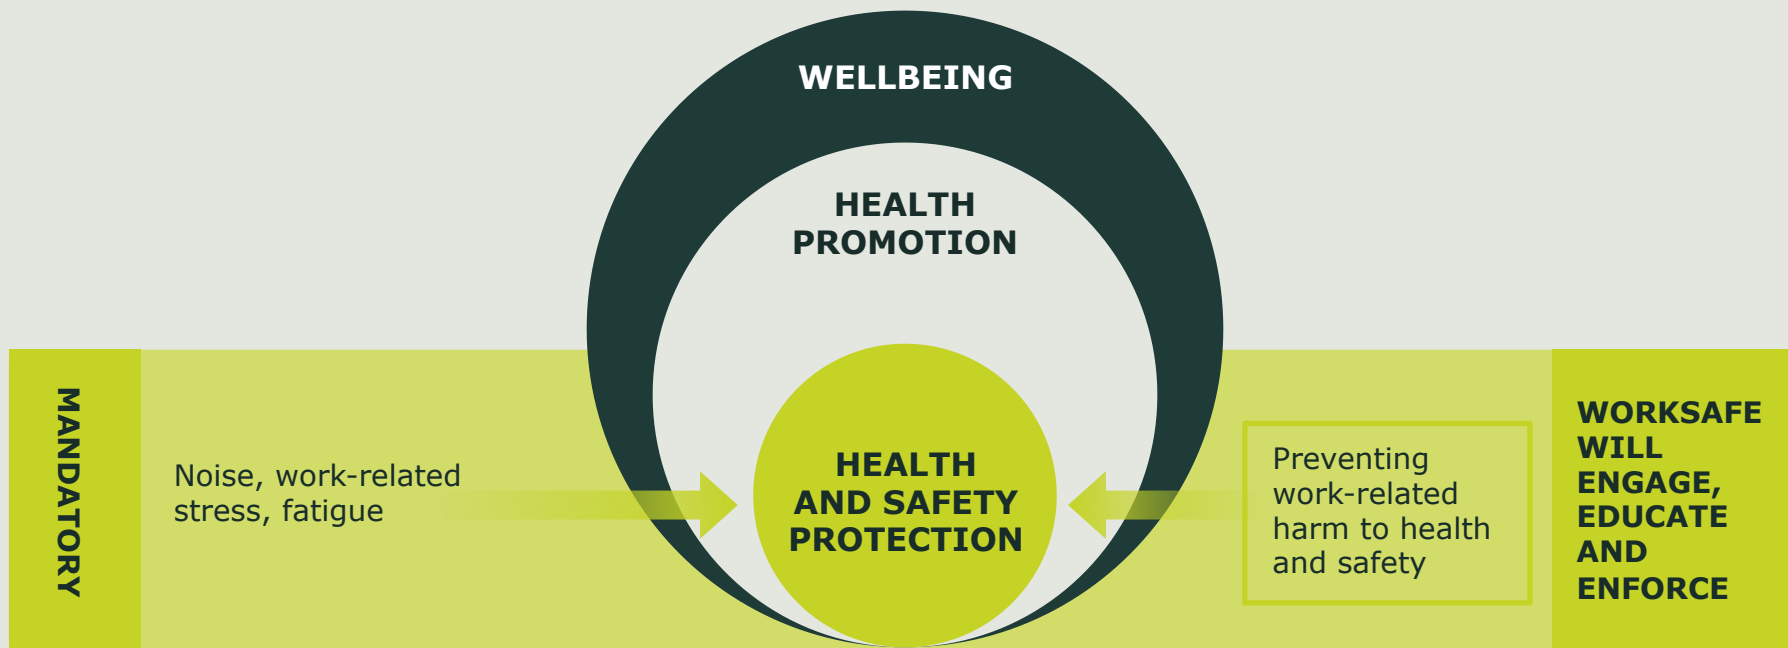 WELLBEING
HEALTH
PROMOTION
MANDATORY
Noise, work-related
stress, fatigue
HEALTH
AND SAFETY
PROTECTION
Preventing
work-related
harm to health
and safety
WORKSAFE
WILL
ENGAGE,
EDUCATE
AND
ENFORCE